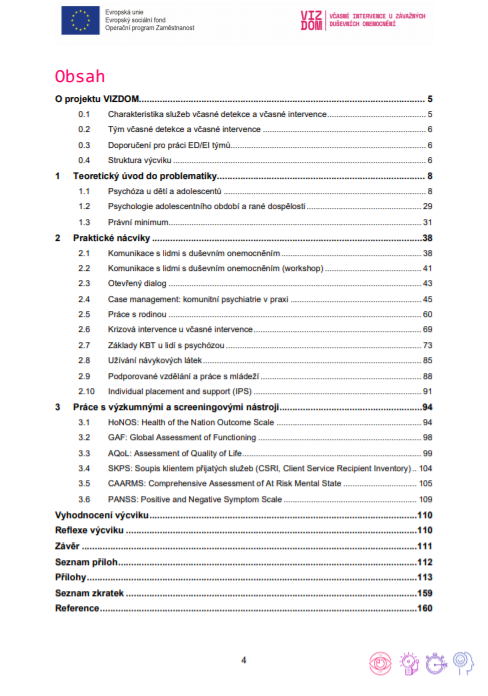 Evropská unie
Evropský sociální fond
Operační program Zaměstnanost
VIZDOM
VČASNÉ INTERVENCE U ZÁVAŽNÝCH
DUŠEVNÍCH ONEMOCNĚNÍ
Obsah
O projektu VIZDOM 5
0.1 Charakteristika služeb včasné detekce a včasné intervence 5
0.2 Tým včasné detekce a včasné intervence 6
0.3 Doporučení pro práci ED/EI týmů 6
0.4 Struktura výcviku 6
1 Teoretický úvod do problematiky 8
1.1 Psychóza u dětí a adolescentů 8
1.2 Psychologie adolescentního období a rané dospělosti 29
1.3 Právní minimum 31
2 Praktické nácviky 38
2.1 Komunikace s lidmi s duševním onemocněním 38
2.2 Komunikace s lidmi s duševním onemocněním (workshop) 41
2.3 Otevřený dialog 43
2.4 Case management: komunitní psychiatrie v praxi 45
2.5 Práce s rodinou 60
2.6 Krizová intervence u včasné intervence 69
2.7 Základy KBT u lidí s psychózou 73
2.8 Užívání návykových látek 85
2.9 Podporované vzdělání a práce s mládeží 88
2.10 Individual placement and support (IPS) 91
3 Práce s výzkumnými a screeningovými nástroji 94
3.1 HoNOS: Health of the Nation Outcome Scale 94
3.2 GAF: Global Assessment of Functioning 98
3.3 AQoL: Assessment of Quality of Life 99
3.4 SKPS: Soupis klientem přijatých služeb (CSRI, Client Service Recipient Inventory) 104
3.5 CAARMS: Comprehensive Assessment of At Risk Mental State 105
3.6 PANSS: Positive and Negative Symptom Scale 109
Vyhodnocení výcviku 110
Reflexe výcviku 110
Závěr 111
Seznam příloh 112
Přílohy 113
Seznam zkratek 159
Reference 160
4